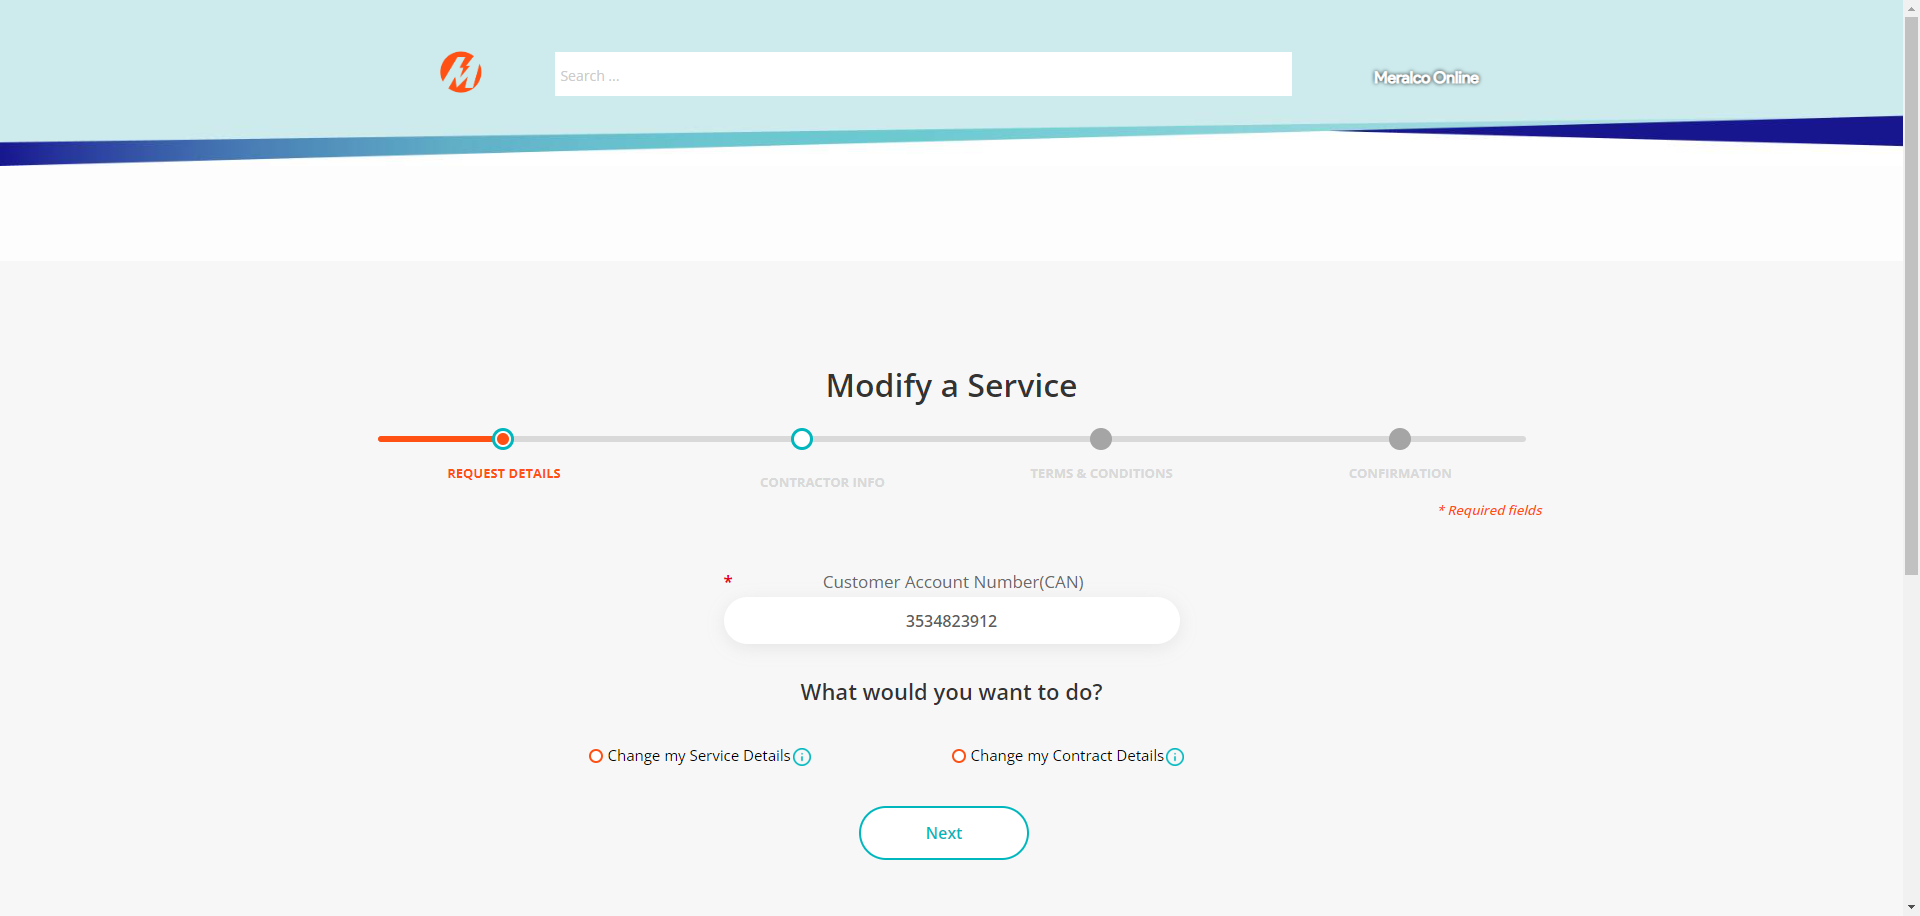 Search ...
Meralco Online
Modify a Service
REQUEST DETAILS
CONTRACTOR INFO
TERMS & CONDITIONS
CONFIRMATION
* Required fields
* Customer Account Number(CAN)
3534823912
What would you want to do?
Change my Service Details
Change my Contract Details
Next